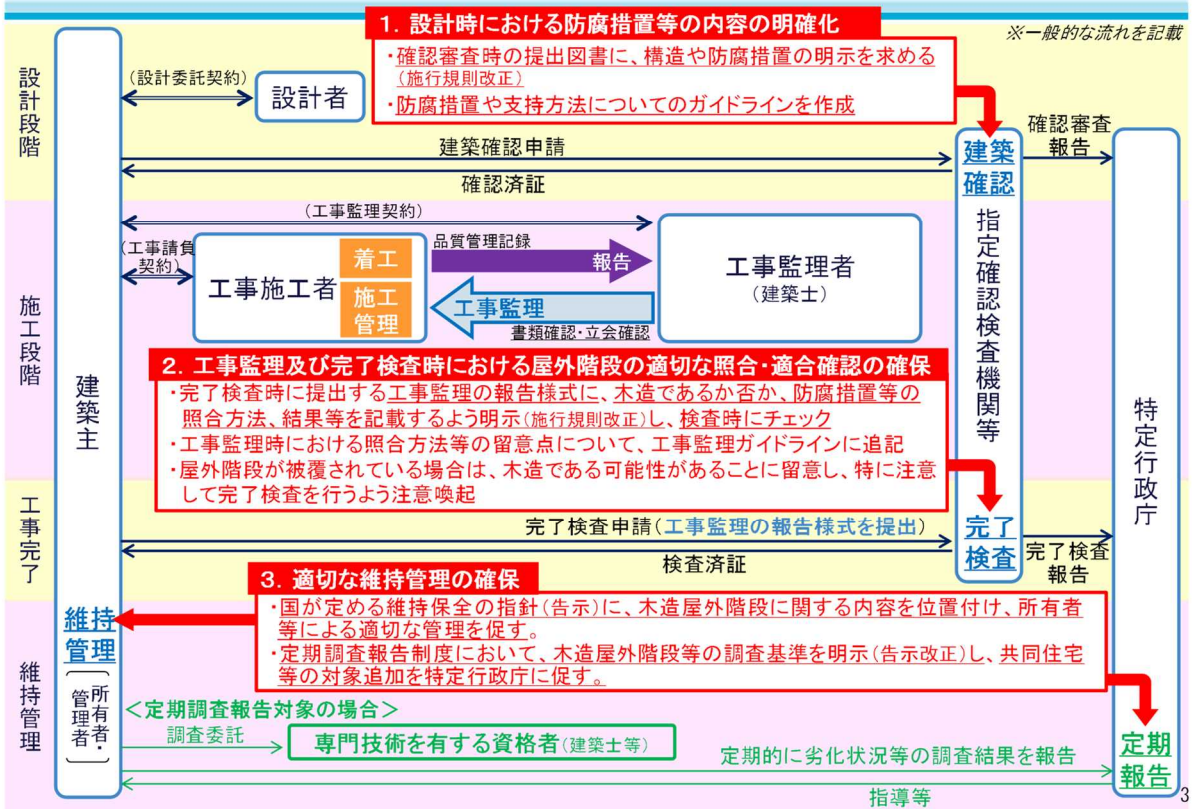 1．設計時における防腐措置等の内容の明確化
※一般的な流れを記載
・確認審査時の提出図書に、構造や防腐措置の明示を求める
(施行規則改正)
・防腐措置や支持方法についてのガイドラインを作成
設計段階
(設計委託契約)
設計者
建築確認申請
確認済証
建築
確認
確認審査
報告
施工段階
建築主
(工事監理契約)
(工事請負
契約)
工事施工者
着工
施工
管理
品質管理記録
報告
工事監理
書類確認・立会確認
工事監理者
(建築士)
指定確認検査機関等
特定行政庁
2．工事監理及び完了検査時における屋外階段の適切な照合・適合確認の確保
・完了検査時に提出する工事監理の報告様式に、木造であるか否か、防腐措置等の
照合方法、結果等を記載するよう明示(施行規則改正)し、検査時にチェック
・工事監理時における照合方法等の留意点について、工事監理ガイドラインに追記
・屋外階段が被覆されている場合は、木造である可能性があることに留意し、特に注意
して完了検査を行うよう注意喚起
工事完了
完了検査申請(工事監理の報告様式を提出)
検査済証
完了
検査
完了検査
報告
3．適切な維持管理の確保
・国が定める維持保全の指針(告示)に、木造屋外階段に関する内容を位置付け、所有者
等による適切な管理を促す。
・定期調査報告制度において、木造屋外階段等の調査基準を明示(告示改正)し、共同住宅
等の対象追加を特定行政庁に促す。
維持管理
維持
管理
所有者・
管理者
＜定期調査報告対象の場合＞
調査委託
専門技術を有する資格者(建築士等)
定期的に劣化状況等の調査結果を報告
指導等
定期
報告
3